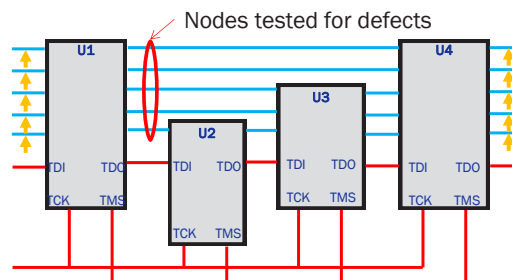 Nodes tested for defects
U1
U4
U3
U2
TDI TDO
TDI TDO
TDI TDO
TDI TDO
TCK TMS
TCK TMS
TCK TMS
TCK TMS